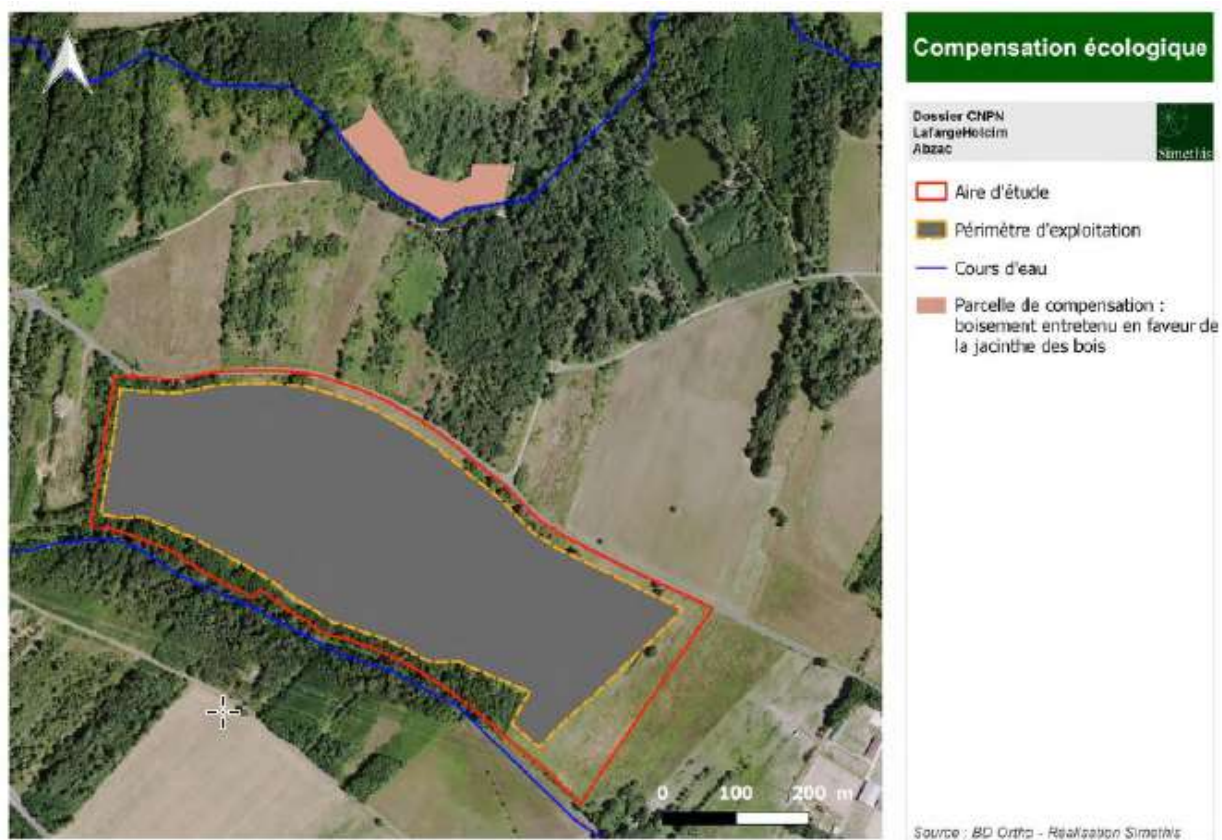 Compensation écologique
Dossier CNPN
LafargeHolcim
Abzac
Simethis
Aire d'étude
Périmètre d'exploitation
Cours d'eau
Parcelle de compensation :
boisement entretenu en faveur de
la jacinthe des bois
0 100 200 m
Source : BD Ortho - Réalisation Simethis